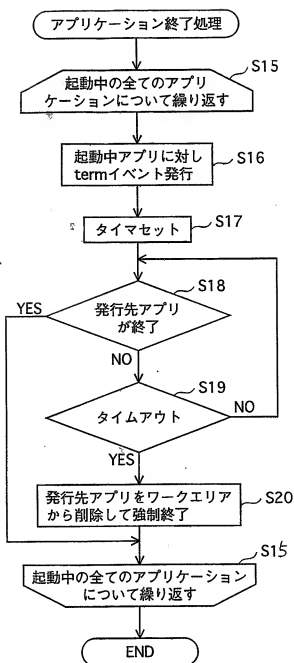 アプリケーション終了処理
S15
起動中の全てのアプリ
ケーションについて繰り返す
起動中アプリに対し
termイベント発行
S16
タイマセット
S17
S18
YES
発行先アプリ
が終了
NO
S19
タイムアウト
NO
YES
発行先アプリをワークエリア
から削除して強制終了
S20
S15
起動中の全てのアプリケーション
について繰り返す
END